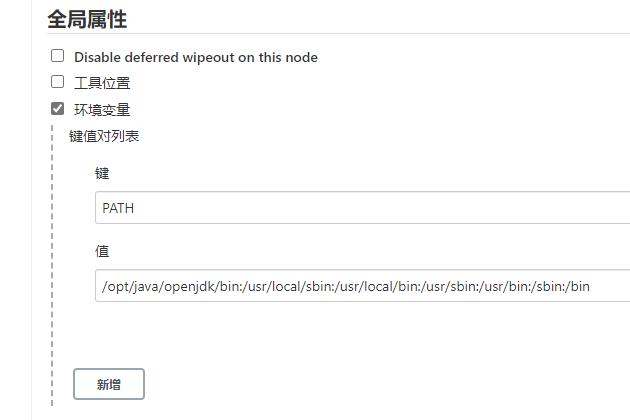 全局属性
Disable deferred wipeout on this node
工具位置
环境变量
键值对列表
键
PATH
值
/opt/java/openjdk/bin:/usr/local/sbin:/usr/local/bin:/usr/sbin:/usr/bin:/sbin:/bin
新增